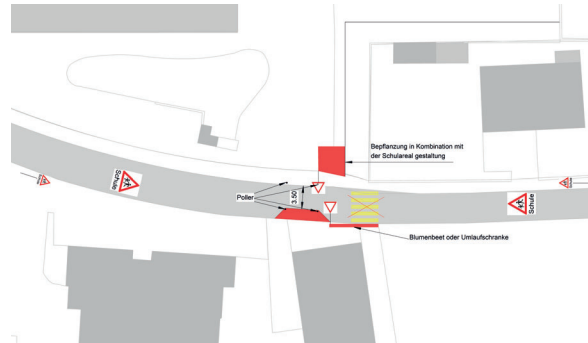 Bepflanzung in Kombination mit
der Schulareal gestaltung
Schule
Poller
3.50
Schule
Blumenbeet oder Umlaufschranke